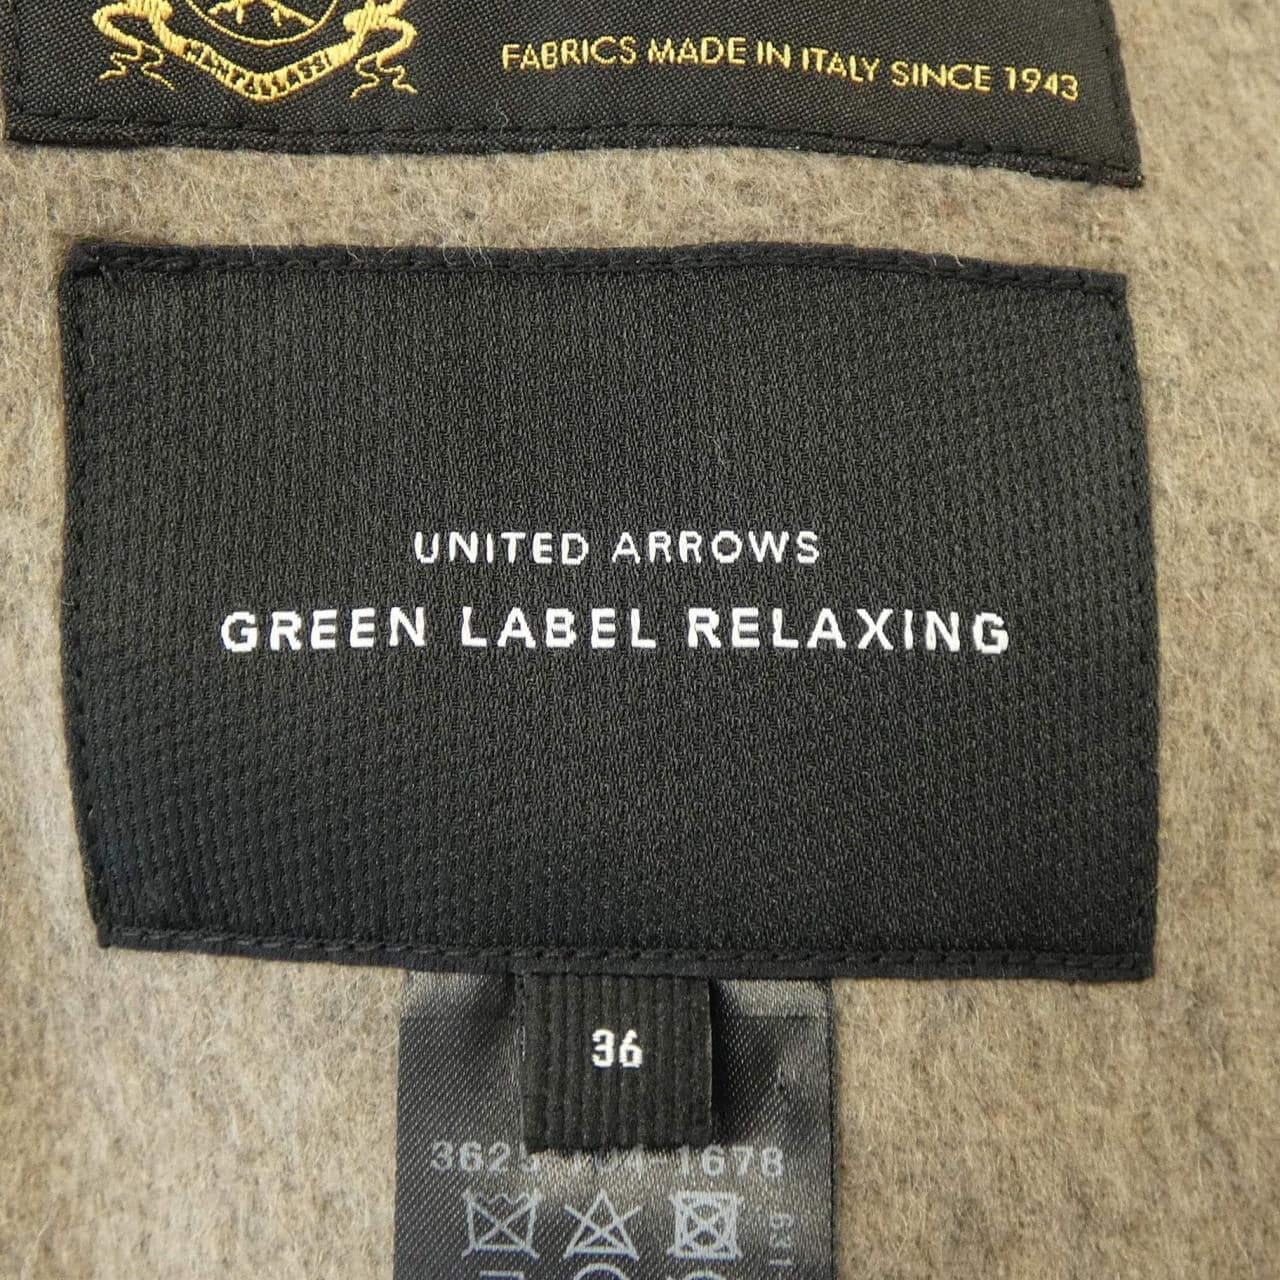 FABRICS MADE IN ITALY SINCE 1943
UNITED ARROWS
GREEN LABEL RELAXING
36